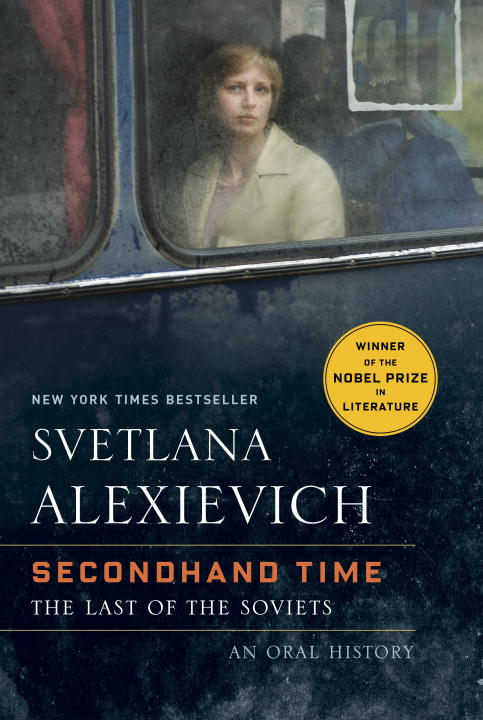 WINNER
OF THE
NOBEL PRIZE
IN
LITERATURE
NEW YORK TIMES BESTSELLER
SVETLANA
ALEXIEVICH
SECONDHAND TIME
THE LAST OF THE SOVIETS
AN ORAL HISTORY